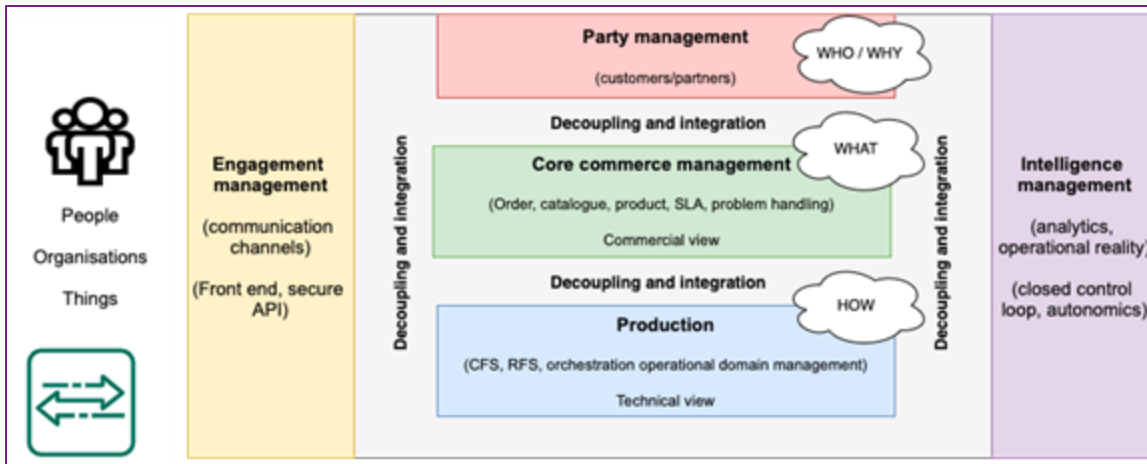 People
Organisations
Things
Engagement
management
(communication
channels)
(Front end, secure
API)
Decoupling and integration
Party management
(customers/partners)
WHO / WHY
Decoupling and integration
Core commerce management
(Order, catalogue, product, SLA, problem handling)
Commercial view
WHAT
Decoupling and integration
Production
(CFS, RFS, orchestration operational domain management)
Technical view
HOW
Decoupling and integration
Intelligence
management
(analytics,
operational reality)
(closed control
loop, autonomics)